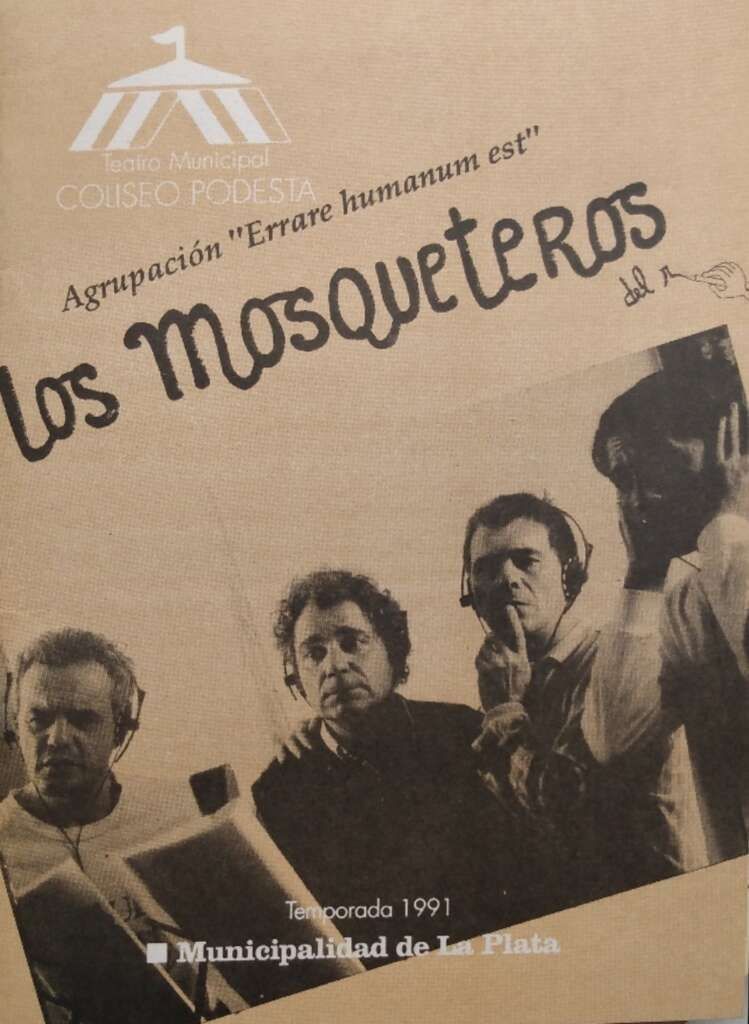 Teatro Municipal
COLISEO PODESTA
Agrupación "Errare humanum est"
Los Mosqueteros
del
Temporada 1991
Municipalidad de La Plata